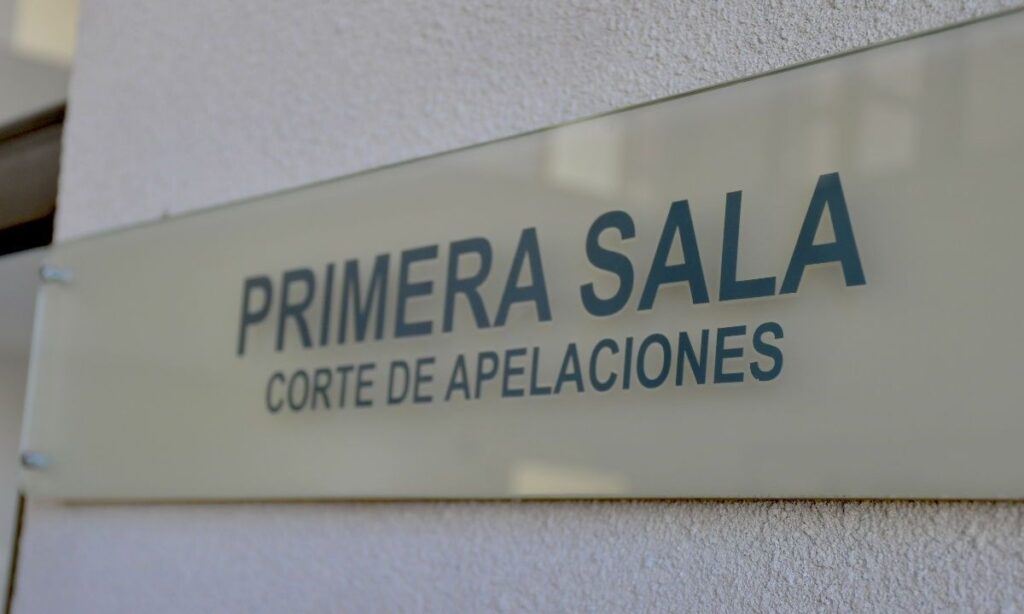 PRIMERA SALA
CORTE DE APELACIONES